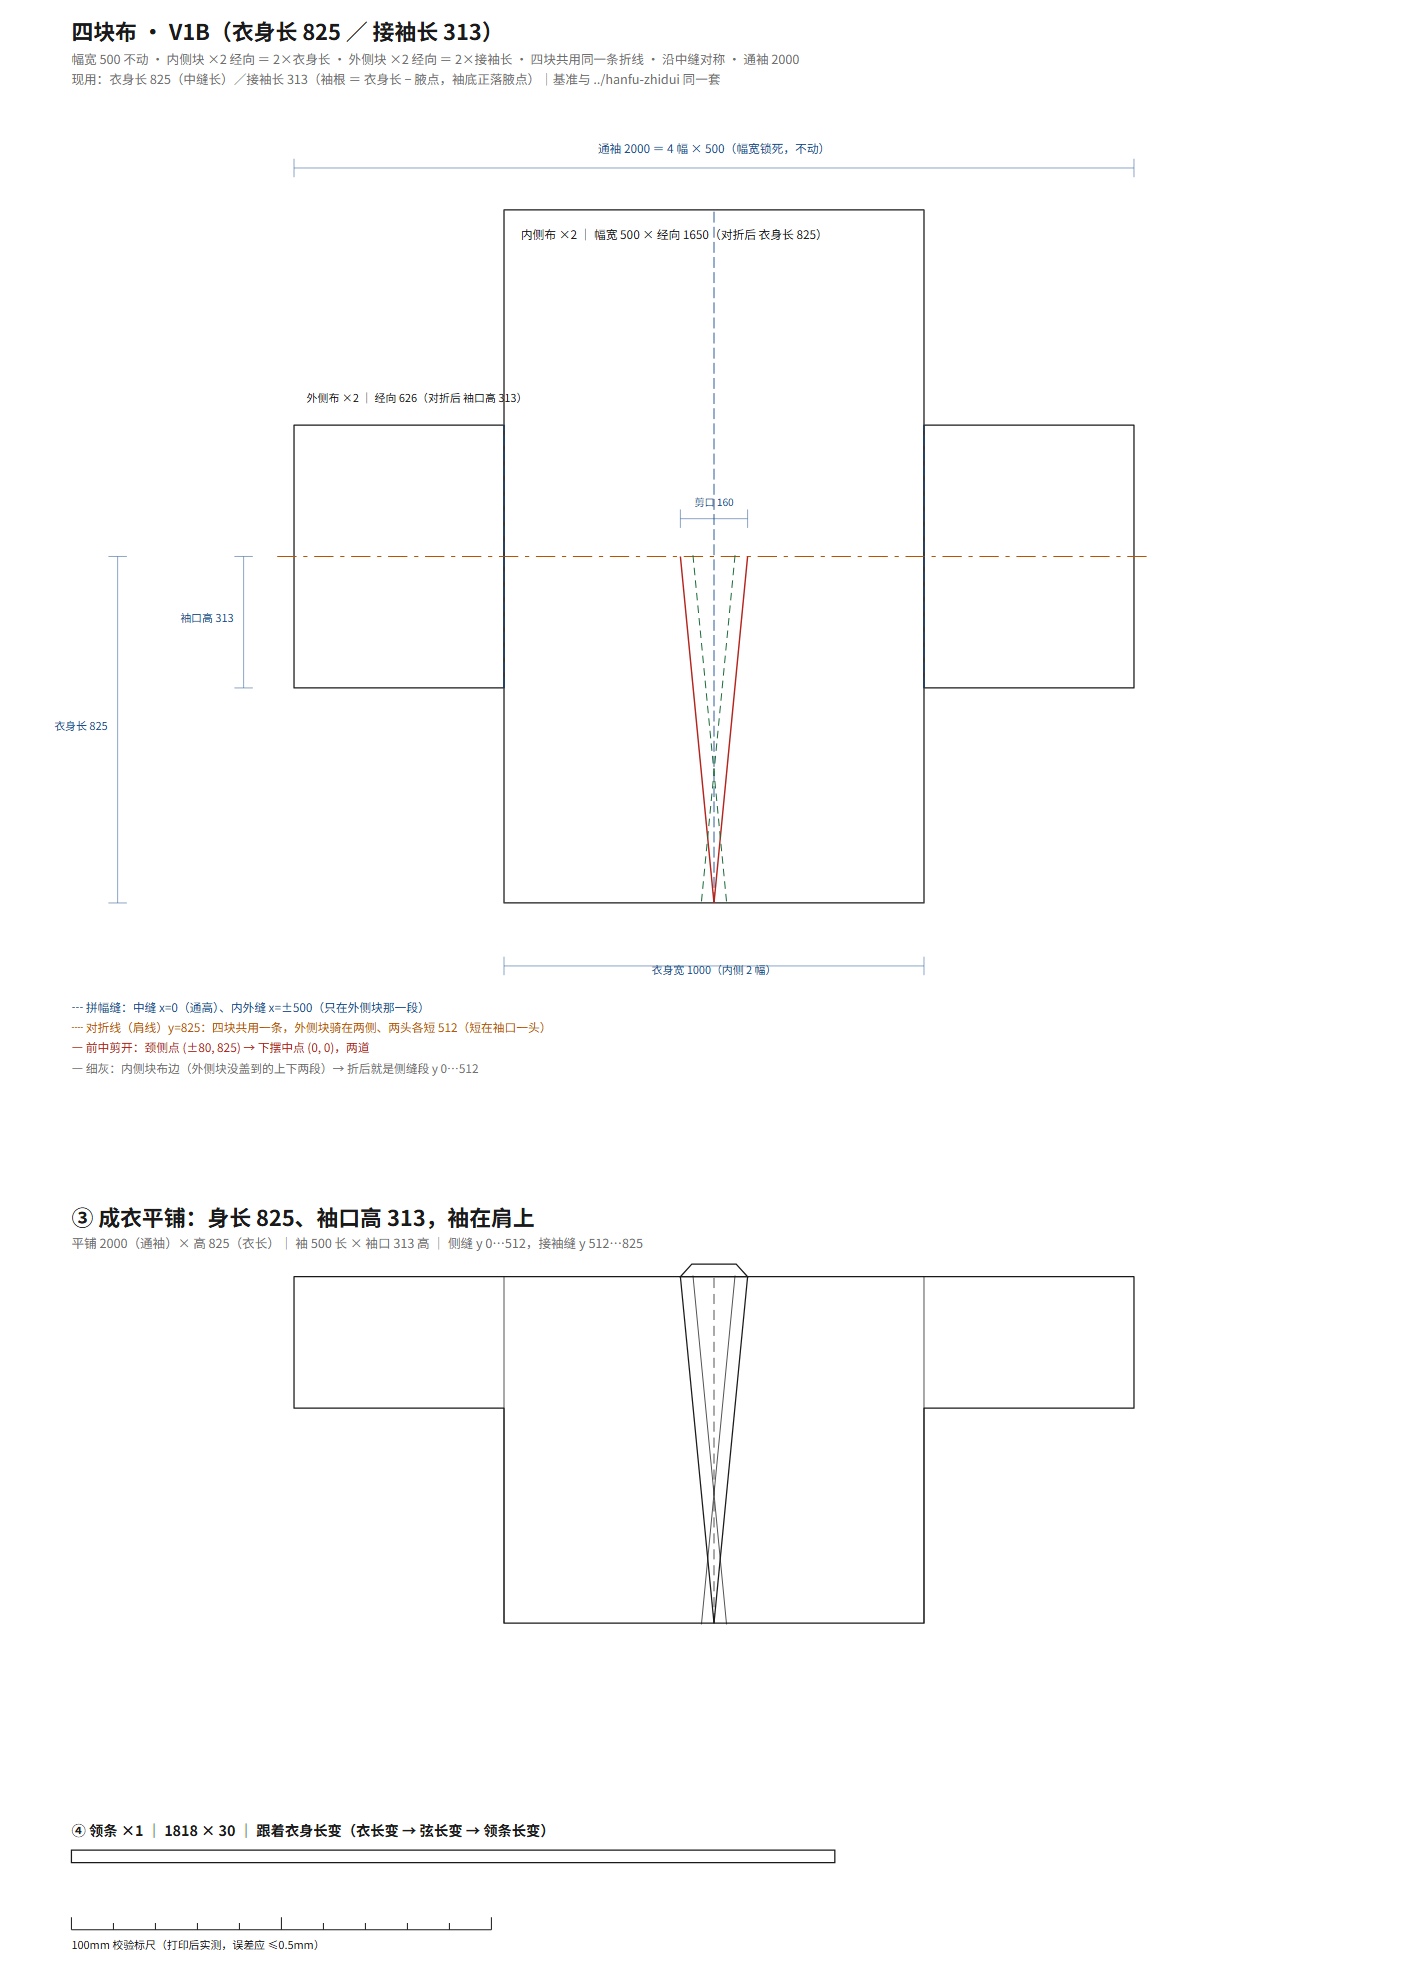 四块布 · V1B（衣身长 825 ╱ 接袖长 313）
幅宽 500 不动 · 内侧块 ×2 经向 ＝ 2×衣身长 · 外侧块 ×2 经向 ＝ 2×接袖长 · 四块共用同一条折线 · 沿中缝对称 · 通袖 2000
现用：衣身长 825（中缝长）╱接袖长 313（袖根 ＝ 衣身长 − 腋点，袖底正落腋点）｜基准与 ../hanfu-zhidui 同一套
通袖 2000 ＝ 4 幅 × 500（幅宽锁死，不动）
内侧布 ×2 ｜ 幅宽 500 × 经向 1650（对折后 衣身长 825）
外侧布 ×2 ｜ 经向 626（对折后 袖口高 313）
剪口 160
袖口高 313
衣身长 825
衣身宽 1000（内侧 2 幅）
--- 拼幅缝：中缝 x=0（通高）、内外缝 x=±500（只在外侧块那一段）
-·-· 对折线（肩线）y=825：四块共用一条，外侧块骑在两侧、两头各短 512（短在袖口一头）
— 前中剪开：颈侧点 (±80, 825) → 下摆中点 (0, 0)，两道
— 细灰：内侧块布边（外侧块没盖到的上下两段）→ 折后就是侧缝段 y 0…512
③ 成衣平铺：身长 825、袖口高 313，袖在肩上
平铺 2000（通袖）× 高 825（衣长）｜ 袖 500 长 × 袖口 313 高 ｜ 侧缝 y 0…512，接袖缝 y 512…825
④ 领条 ×1 ｜ 1818 × 30 ｜ 跟着衣身长变（衣长变 → 弦长变 → 领条长变）
100mm 校验标尺（打印后实测，误差应 ≤0.5mm）